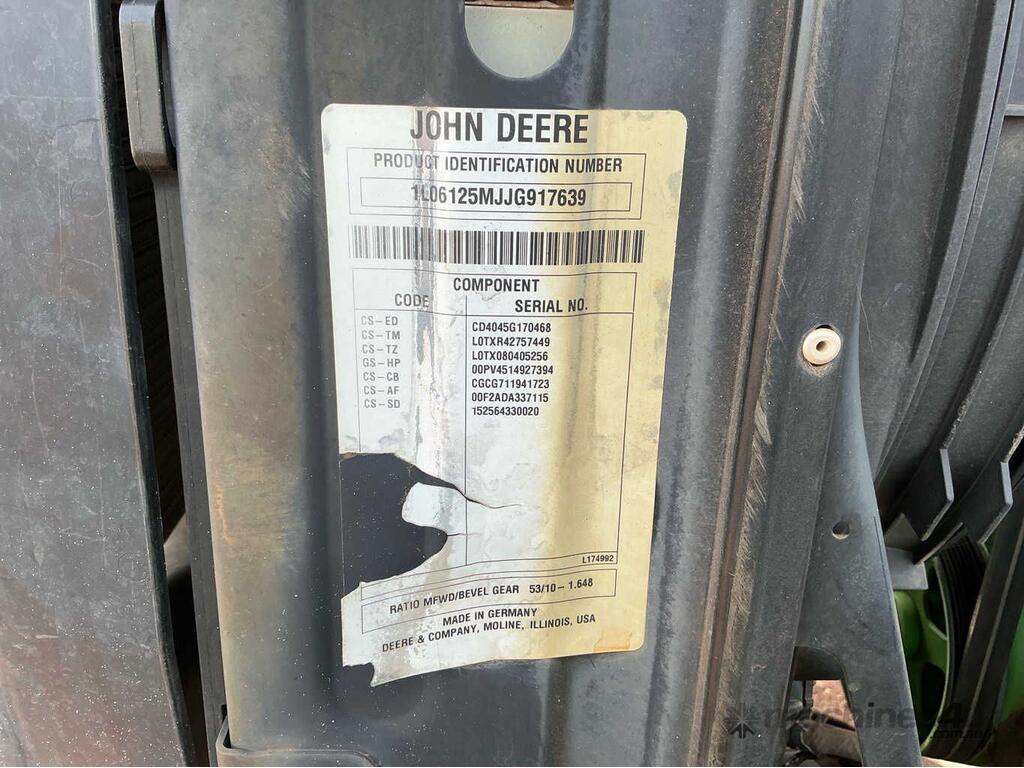 JOHN DEERE
PRODUCT IDENTIFICATION NUMBER
1L06125MJJG917639
COMPONENT
CODE SERIAL NO.
CS-ED CD4045G170468
CS-TM L0TXR42757449
CS-TZ L0TX080405256
GS-HP 00PV4514927394
CS-CB CGCG711941723
CS-AF 00F2ADA337115
CS-SD 152564330020
L174992
RATIO MFWD/BEVEL GEAR 53/10-1.648
MADE IN GERMANY
DEERE & COMPANY, MOLINE, ILLINOIS, USA
.com.au